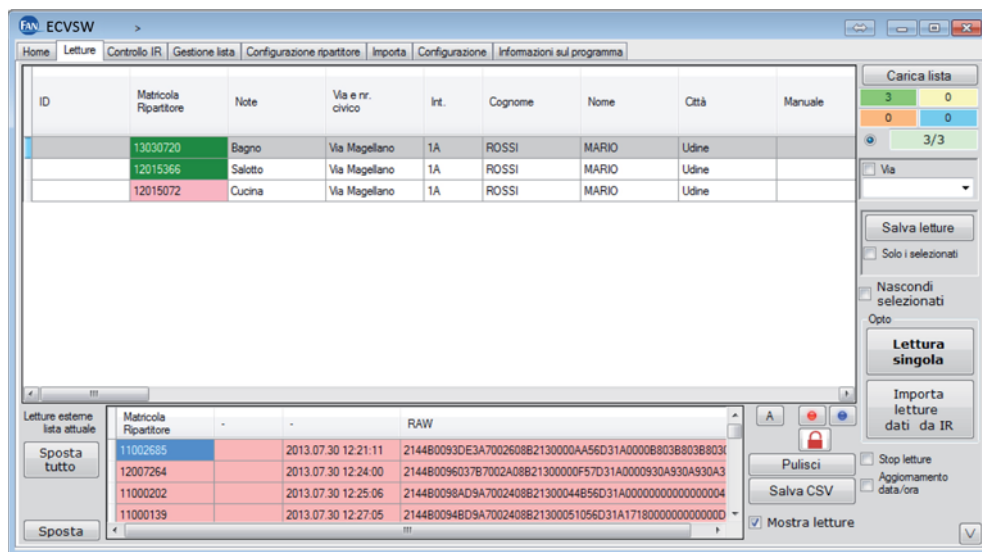 FAN ECVSW >
Home Letture Controllo IR Gestione lista Configurazione ripartitore Importa Configurazione Informazioni sul programma
ID Matricola Ripartitore Note Via e nr. civico Int. Cognome Nome Città Manuale
13030720 Bagno Via Magellano 1A ROSSI MARIO Udine
12015366 Salotto Via Magellano 1A ROSSI MARIO Udine
12015072 Cucina Via Magellano 1A ROSSI MARIO Udine
Carica lista
3 0
0 0
3/3
Via
Salva letture
Solo i selezionati
Nascondi
selezionati
Opto
Lettura
singola
Importa
letture
dati da IR
Stop letture
Aggiornamento
data/ora
V
Letture esterne
lista attuale
Sposta
tutto
Sposta
Matricola Ripartitore - - RAW
11002685 2013.07.30 12:21:11 2144B0093DE3A7002608B2130000AA56D31A0000B803B803B803(
12007264 2013.07.30 12:24:00 2144B0096037B7002A08B21300000F57D31A0000930A930A930A3
11000202 2013.07.30 12:25:06 2144B0098AD9A7002408B21300044B56D31A00000000000000004
11000139 2013.07.30 12:27:05 2144B0094BD9A7002408B21300051056D31A1718000000000000D
A
Pulisci
Salva CSV
Mostra letture